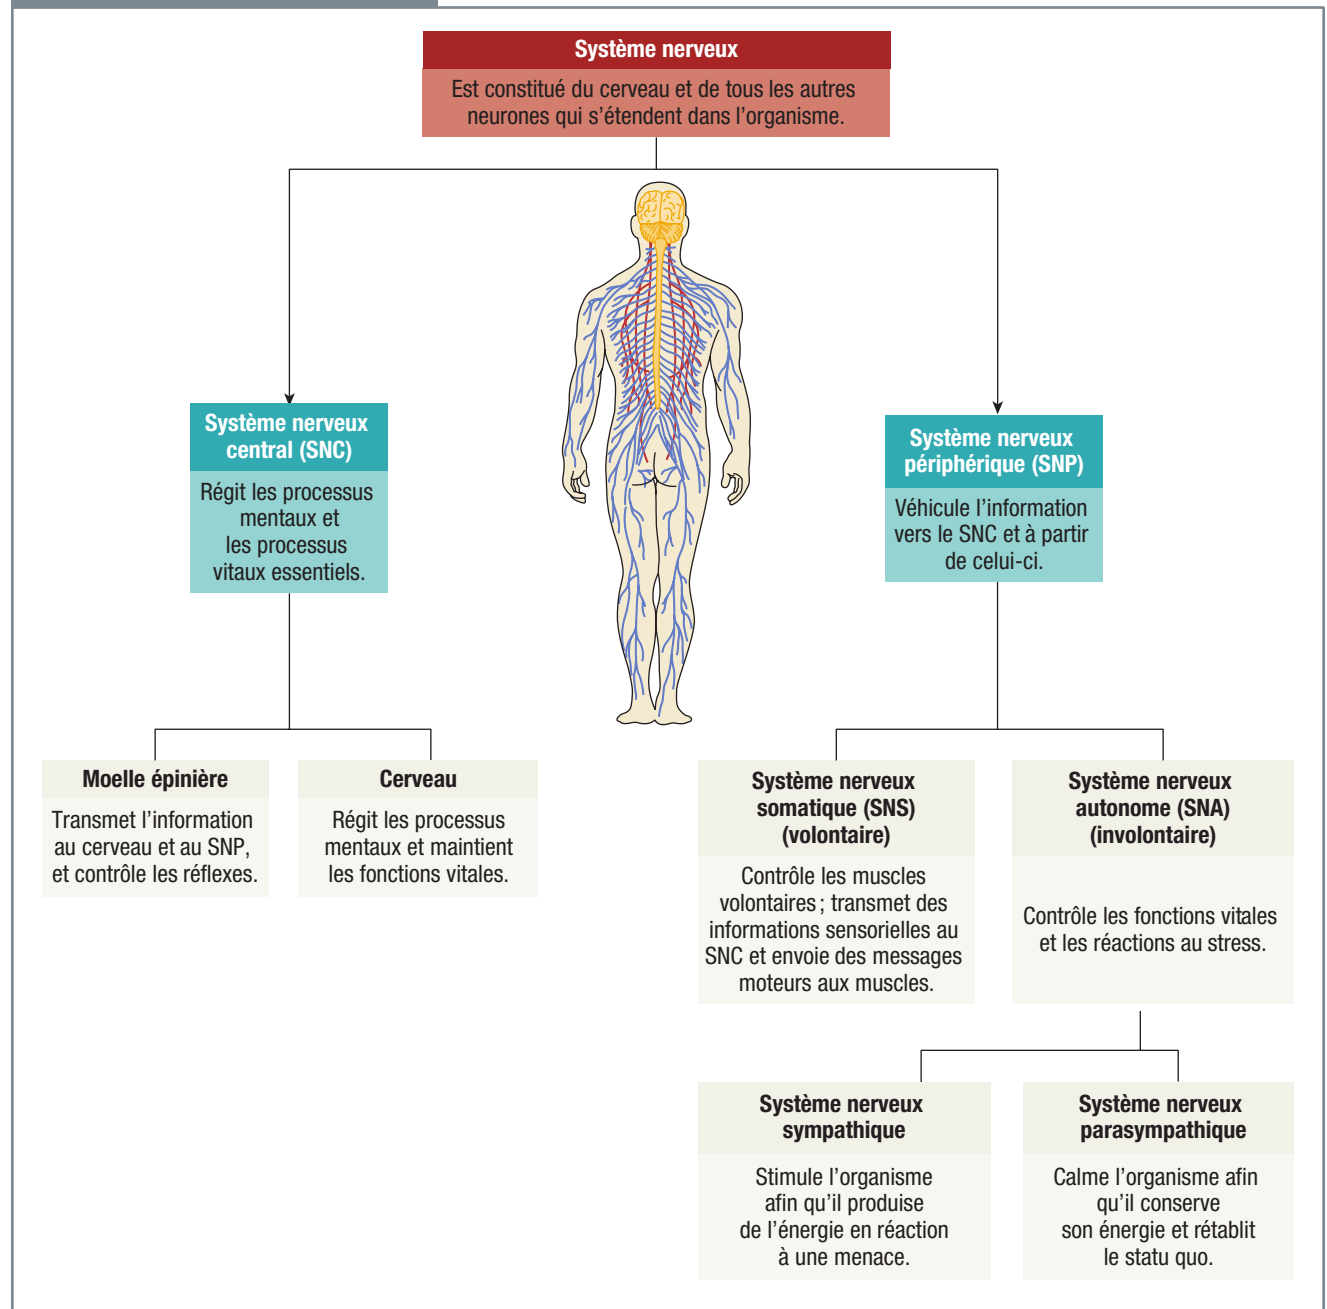 Système nerveux
Est constitué du cerveau et de tous les autres
neurones qui s’étendent dans l’organisme.
Système nerveux
central (SNC)
Régit les processus
mentaux et
les processus
vitaux essentiels.
Système nerveux
périphérique (SNP)
Véhicule l’information
vers le SNC et à partir
de celui-ci.
Moelle épinière
Transmet l’information
au cerveau et au SNP,
et contrôle les réflexes.
Cerveau
Régit les processus
mentaux et maintient
les fonctions vitales.
Système nerveux
somatique (SNS)
(volontaire)
Contrôle les muscles
volontaires ; transmet des
informations sensorielles au
SNC et envoie des messages
moteurs aux muscles.
Système nerveux
autonome (SNA)
(involontaire)
Contrôle les fonctions vitales
et les réactions au stress.
Système nerveux
sympathique
Stimule l’organisme
afin qu’il produise
de l’énergie en réaction
à une menace.
Système nerveux
parasympathique
Calme l’organisme afin
qu’il conserve
son énergie et rétablit
le statu quo.